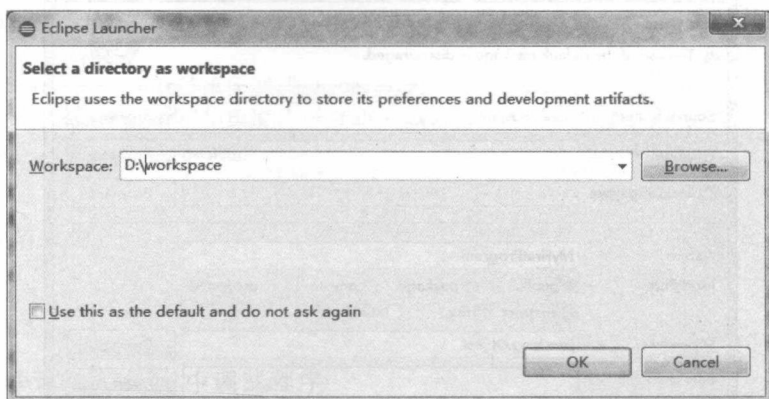 Eclipse Launcher
Select a directory as workspace
Eclipse uses the workspace directory to store its preferences and development artifacts.
Workspace: D:\workspace Browse...
Use this as the default and do not ask again
OK Cancel